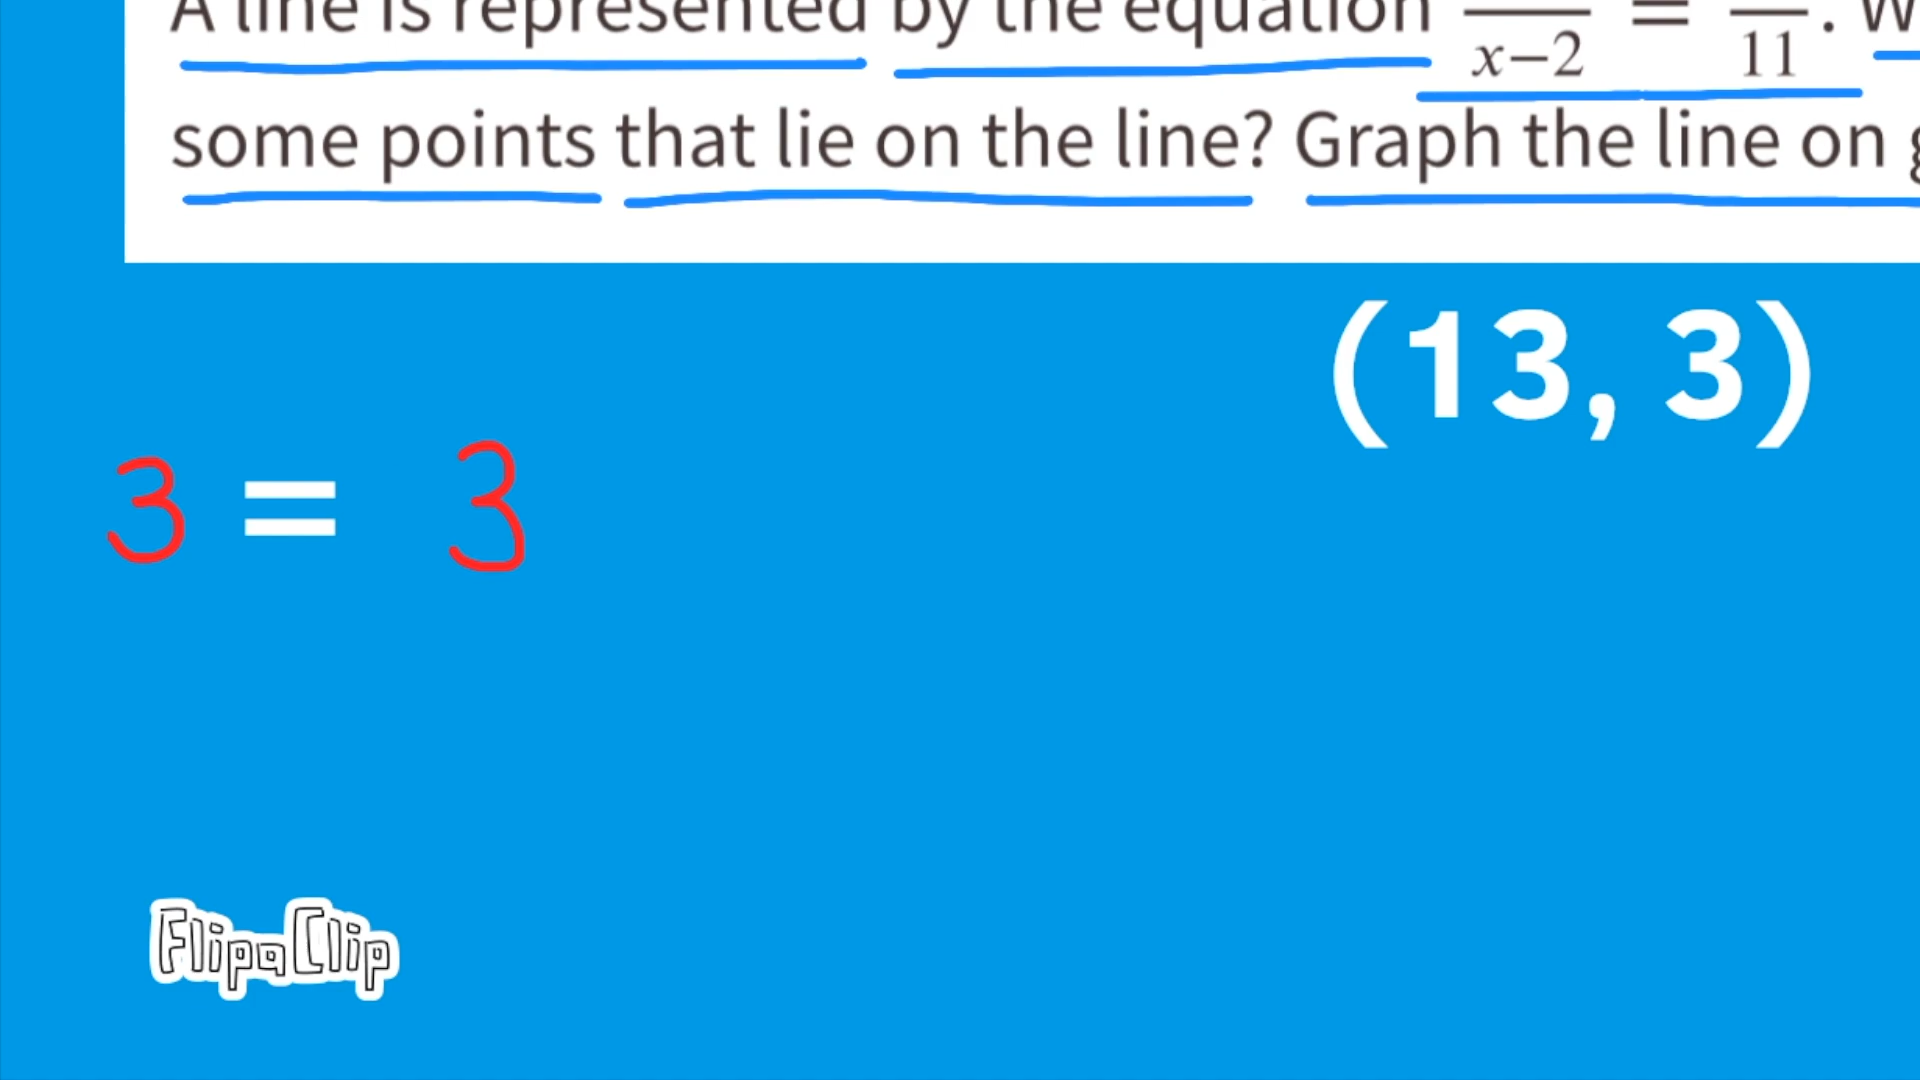 A line is represented by the equation — = —. W
x−2 11
some points that lie on the line? Graph the line on g
(13, 3)
3 = 3
FlipaClip